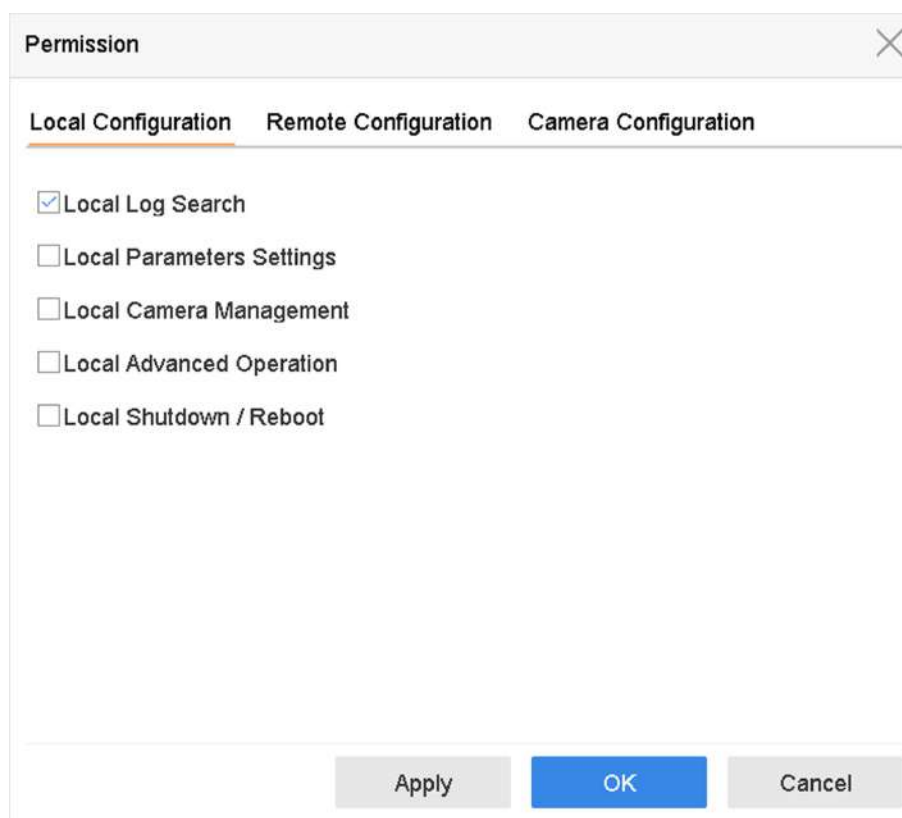 Permission
Local Configuration Remote Configuration Camera Configuration
Local Log Search
Local Parameters Settings
Local Camera Management
Local Advanced Operation
Local Shutdown / Reboot
Apply OK Cancel